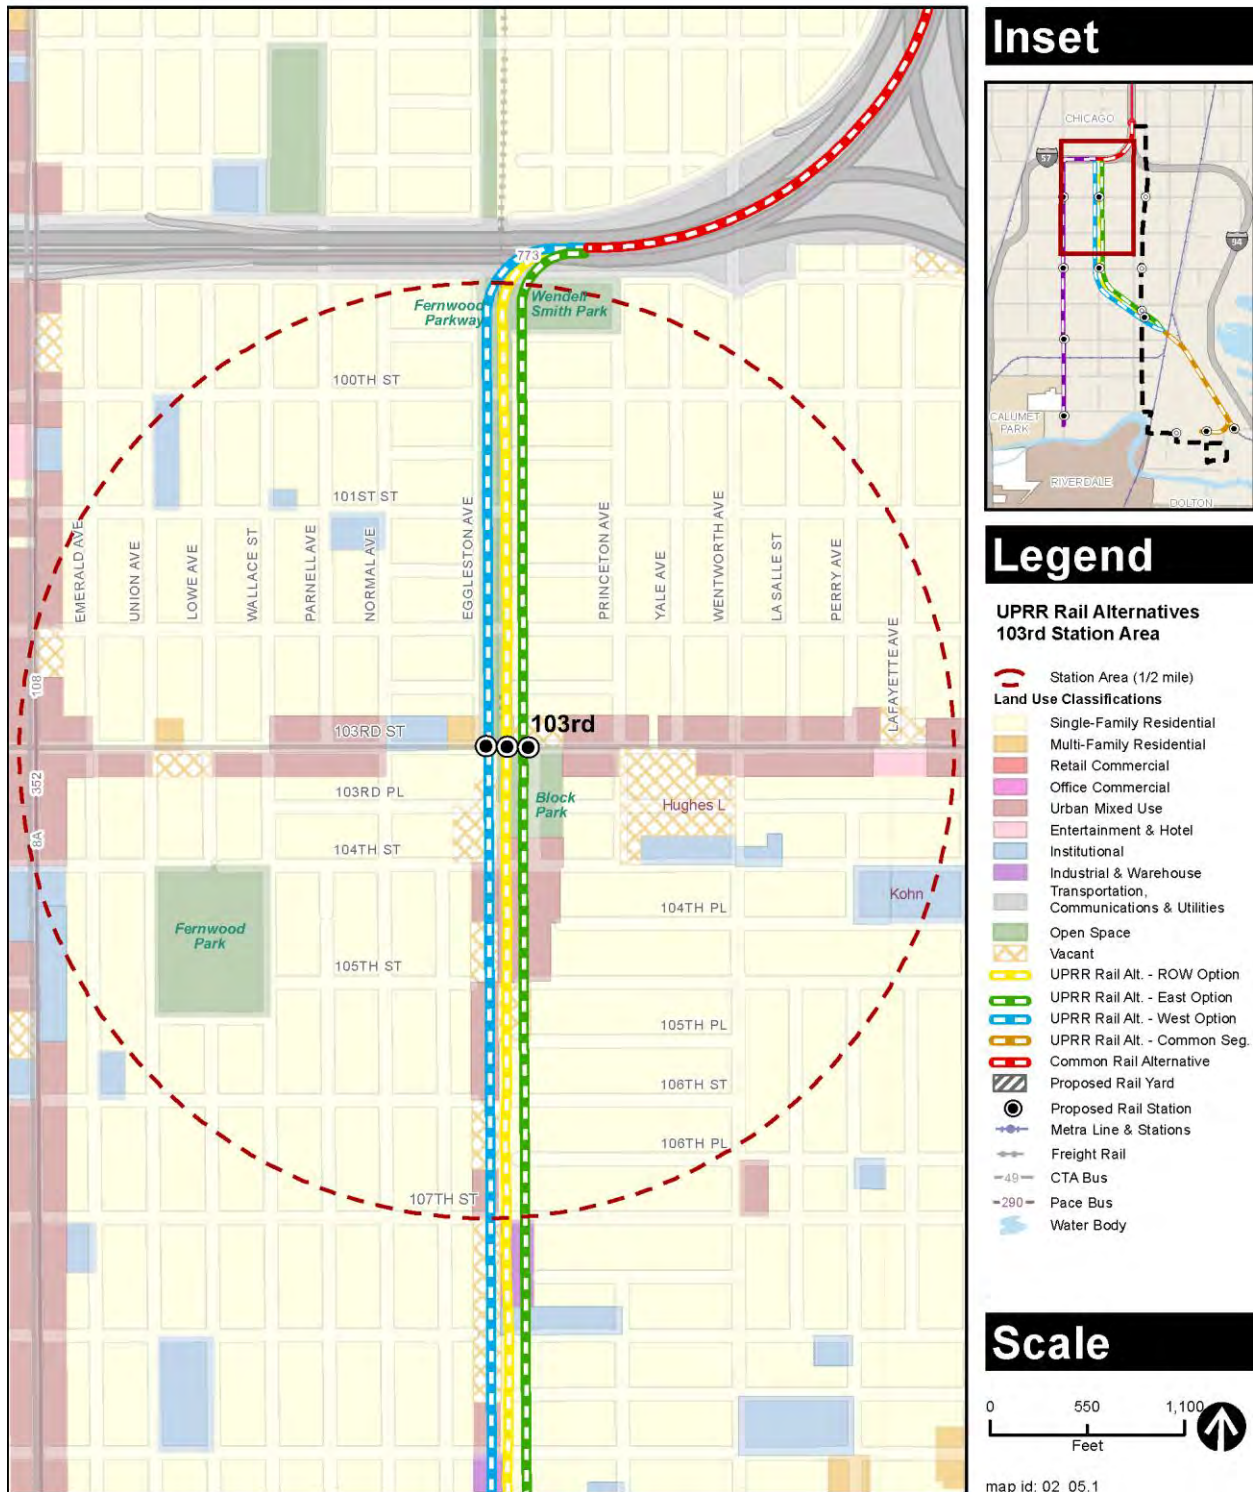 773
Fernwood
Parkway
Wendell
Smith Park
100TH ST
101ST ST
EMERALD AVE
UNION AVE
LOWE AVE
WALLACE ST
PARNELL AVE
NORMAL AVE
EGGLESTON AVE
PRINCETON AVE
YALE AVE
WENTWORTH AVE
LA SALLE ST
PERRY AVE
LAFAYETTE AVE
108
103RD ST
103rd
352
8A
103RD PL
Block
Park
Hughes L
104TH ST
Kohn
104TH PL
Fernwood
Park
105TH ST
105TH PL
106TH ST
106TH PL
107TH ST
Inset
CHICAGO
57
94
CALUMET
PARK
RIVERDALE
DOLTON
Legend
UPRR Rail Alternatives
103rd Station Area
Station Area (1/2 mile)
Land Use Classifications
Single-Family Residential
Multi-Family Residential
Retail Commercial
Office Commercial
Urban Mixed Use
Entertainment & Hotel
Institutional
Industrial & Warehouse
Transportation,
Communications & Utilities
Open Space
Vacant
UPRR Rail Alt. - ROW Option
UPRR Rail Alt. - East Option
UPRR Rail Alt. - West Option
UPRR Rail Alt. - Common Seg.
Common Rail Alternative
Proposed Rail Yard
Proposed Rail Station
Metra Line & Stations
Freight Rail
49 CTA Bus
290 Pace Bus
Water Body
Scale
0 550 1,100
Feet
map id: 02_05.1